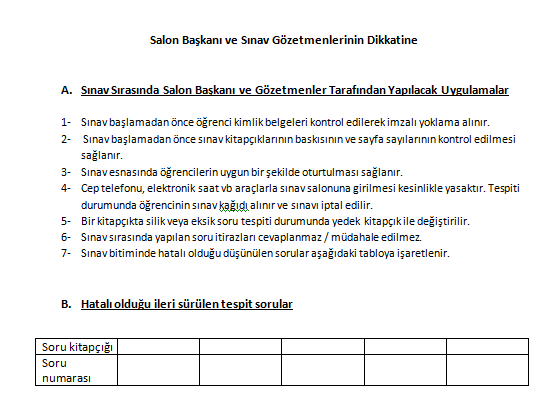 Salon Başkanı ve Sınav Gözetmenlerinin Dikkatine
A. Sınav Sırasında Salon Başkanı ve Gözetmenler Tarafından Yapılacak Uygulamalar
1- Sınav başlamadan önce öğrenci kimlik belgeleri kontrol edilerek imzalı yoklama alınır.
2- Sınav başlamadan önce sınav kitapçıklarının baskısının ve sayfa sayılarının kontrol edilmesi
sağlanır.
3- Sınav esnasında öğrencilerin uygun bir şekilde oturtulması sağlanır.
4- Cep telefonu, elektronik saat vb araçlarla sınav salonuna girilmesi kesinlikle yasaktır. Tespiti
durumunda öğrencinin sınav kağıdı alınır ve sınavı iptal edilir.
5- Bir kitapçıkta silik veya eksik soru tespiti durumunda yedek kitapçık ile değiştirilir.
6- Sınav sırasında yapılan soru itirazları cevaplanmaz / müdahale edilmez.
7- Sınav bitiminde hatalı olduğu düşünülen sorular aşağıdaki tabloya işaretlenir.
B. Hatalı olduğu ileri sürülen tespit sorular
Soru kitapçığı
Soru
numarası